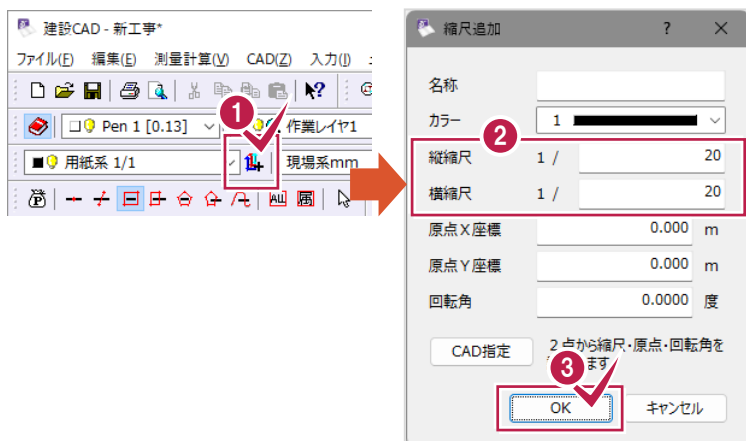 建設CAD - 新工事*
ファイル(F) 編集(E) 測量計算(V) CAD(Z) 入力(I)
Pen 1 [0.13] 作業レイヤ1
1
用紙系 1/1 現場系mm
ALL 属
縮尺追加 ? ×
名称
カラー 1
2
縦縮尺 1 / 20
横縮尺 1 / 20
原点X座標 0.000 m
原点Y座標 0.000 m
回転角 0.0000 度
CAD指定 2点から縮尺・原点・回転角を
ます
3
OK キャンセル